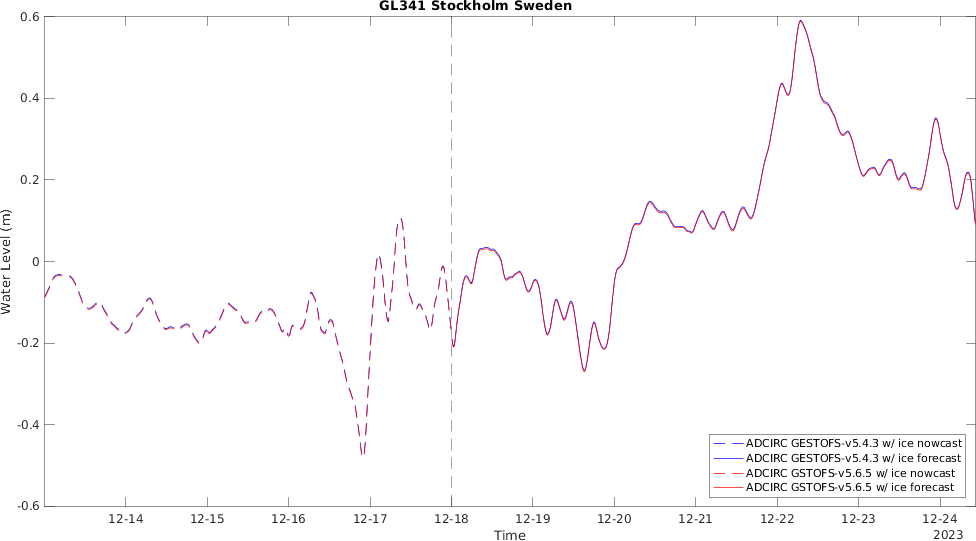 GL341 Stockholm Sweden
0.6
0.4
0.2
0
-0.2
-0.4
-0.6
Water Level (m)
ADCIRC GESTOFS-v5.4.3 w/ ice nowcast
ADCIRC GESTOFS-v5.4.3 w/ ice forecast
ADCIRC GSTOFS-v5.6.5 w/ ice nowcast
ADCIRC GSTOFS-v5.6.5 w/ ice forecast
12-14 12-15 12-16 12-17 12-18 12-19 12-20 12-21 12-22 12-23 12-24
Time
2023